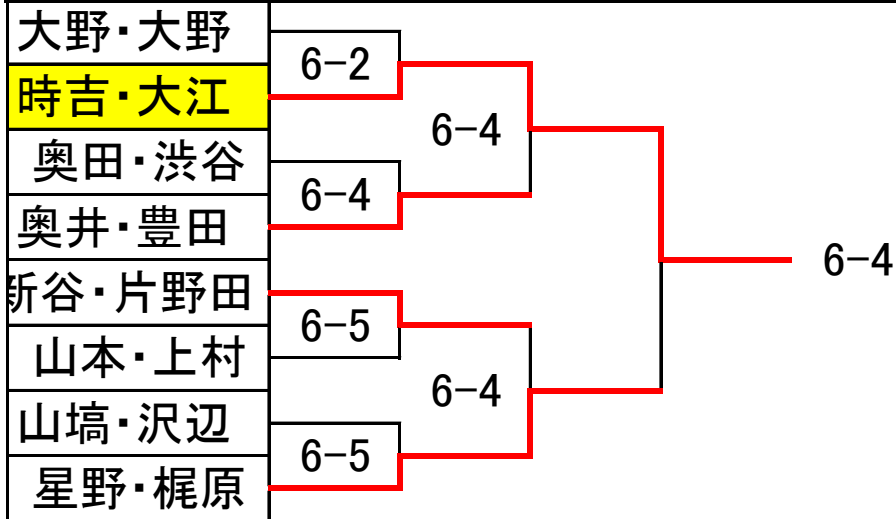 大野・大野
6-2
時吉・大江
6-4
奥田・渋谷
6-4
奥井・豊田
6-4
新谷・片野田
6-5
山本・上村
6-4
山塙・沢辺
6-5
星野・梶原